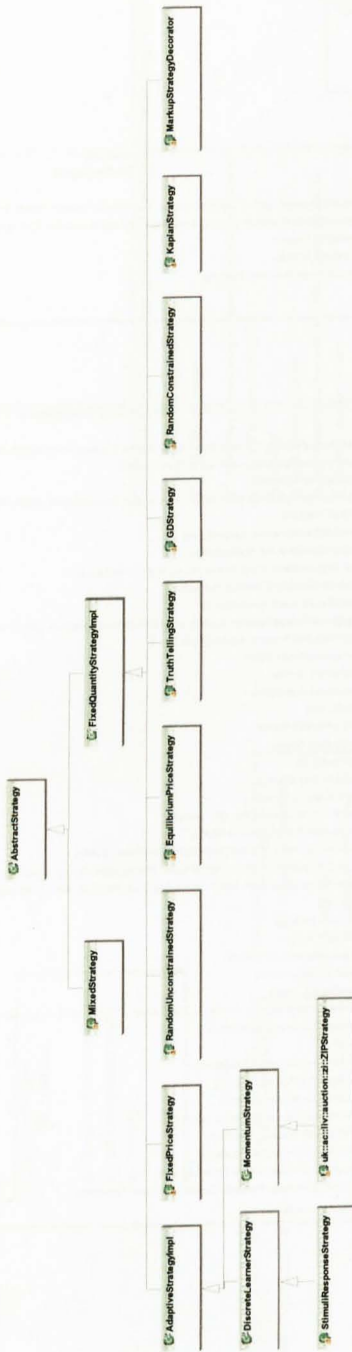 AbstractStrategy
MixedStrategy
FixedQuantityStrategyImpl
AdaptiveStrategyImpl
FixedPriceStrategy
RandomUnconstrainedStrategy
EquilibriumPriceStrategy
TruthTellingStrategy
GDStrategy
RandomConstrainedStrategy
KaplanStrategy
MarkupStrategyDecorator
DiscreteLearnerStrategy
MomentumStrategy
StimuliResponseStrategy
uk::ac::liv::auction::zi::ZIPStrategy